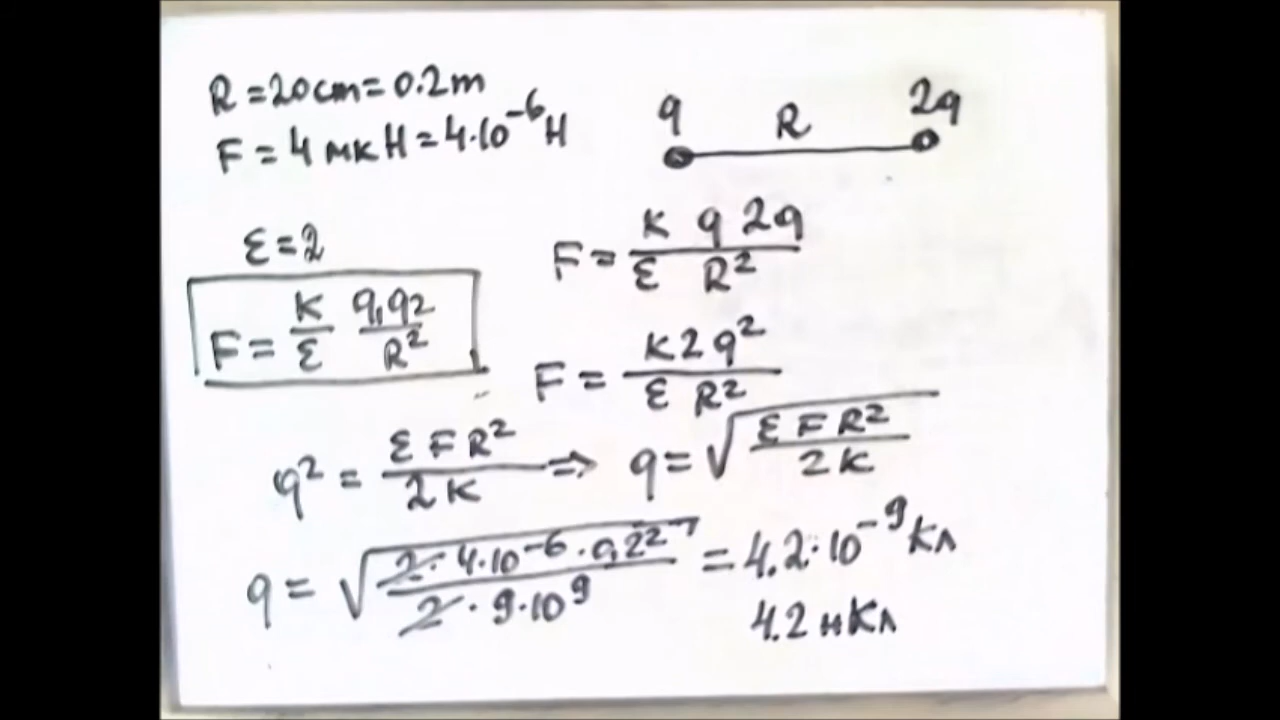 R = 20cm = 0.2m
F = 4 мкН = 4·10⁻⁶ Н
q R 2q
ε = 2
F = K/ε q₁q₂/R²
F = K q 2q / ε R²
F = K2q² / ε R²
q² = ε F R² / 2K ⇒ q = √(ε F R² / 2K)
q = √(2·4·10⁻⁶·0,2² / 2·9·10⁹) = 4.2·10⁻⁹ Кл
4.2 нКл